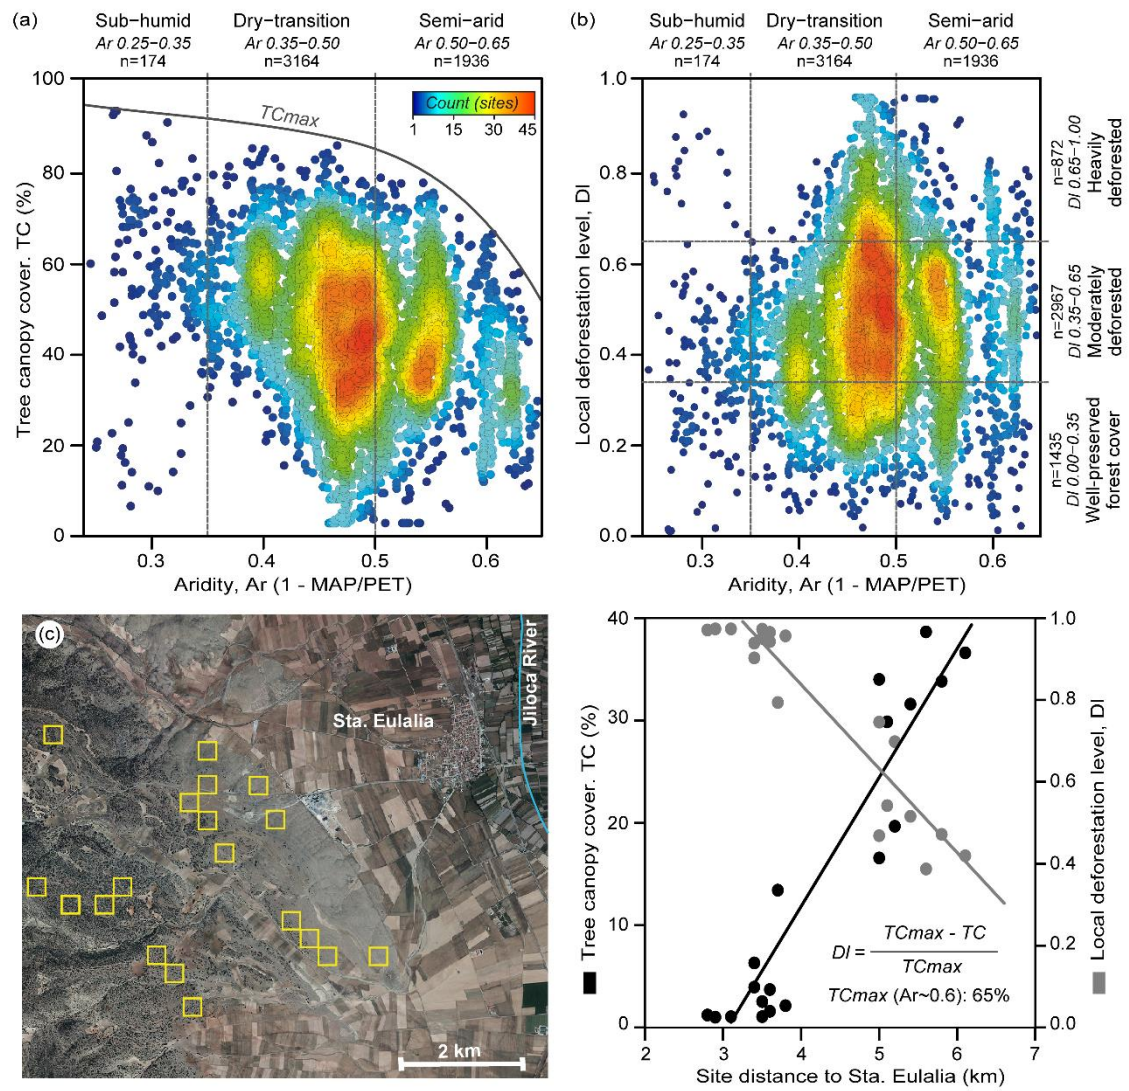 (a)
Sub−humid
Ar 0.25−0.35
n=174
Dry−transition
Ar 0.35−0.50
n=3164
Semi−arid
Ar 0.50−0.65
n=1936
100
80
60
40
20
0
Tree canopy cover. TC (%)
TCmax
Count (sites)
1 15 30 45
0.3 0.4 0.5 0.6
Aridity, Ar (1 - MAP/PET)
(b)
Sub−humid
Ar 0.25−0.35
n=174
Dry−transition
Ar 0.35−0.50
n=3164
Semi−arid
Ar 0.50−0.65
n=1936
1.0
0.8
0.6
0.4
0.2
0.0
Local deforestation level, DI
n=872
DI 0.65−1.00
Heavily
deforested
n=2967
DI 0.35−0.65
Moderately
deforested
n=1435
DI 0.00−0.35
Well−preserved
forest cover
0.3 0.4 0.5 0.6
Aridity, Ar (1 - MAP/PET)
(c)
Sta. Eulalia
Jiloca River
2 km
40
30
20
10
0
Tree canopy cover. TC (%)
1.0
0.8
0.6
0.4
0.2
0.0
Local deforestation level, DI
DI = TCmax - TC
TCmax
TCmax (Ar~0.6): 65%
2 3 4 5 6 7
Site distance to Sta. Eulalia (km)